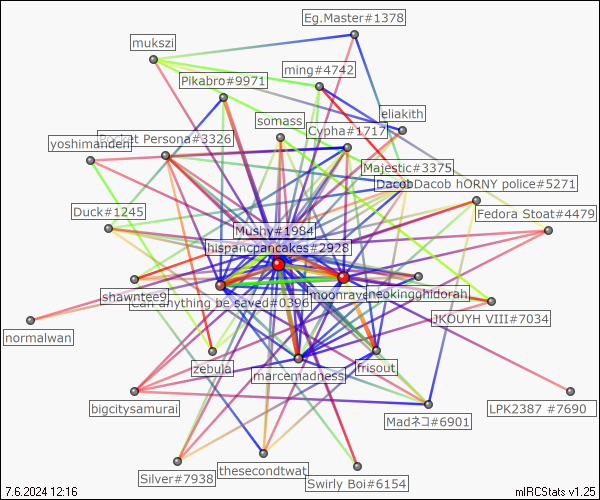 Eg.Master#1378
mukszi
ming#4742
Pikabro#9971
eliakith
somass
Cypha#1717
Pocket Persona#3326
yoshimanden
Majestic#3375
DacobDacob hORNY police#5271
Duck#1245
Fedora Stoat#4479
Mushy#1984
hispancpancakes#2928
shawntee9
can anything be saved#0396
moonraven
neokingghidorah
JKOUYH VIII#7034
normalwan
zebula
marcemadness
frisout
bigcitysamurai
LPK2387 #7690
Madネコ#6901
Silver#7938
thesecondtwat
Swirly Boi#6154
7.6.2024 12:16
mIRCStats v1.25